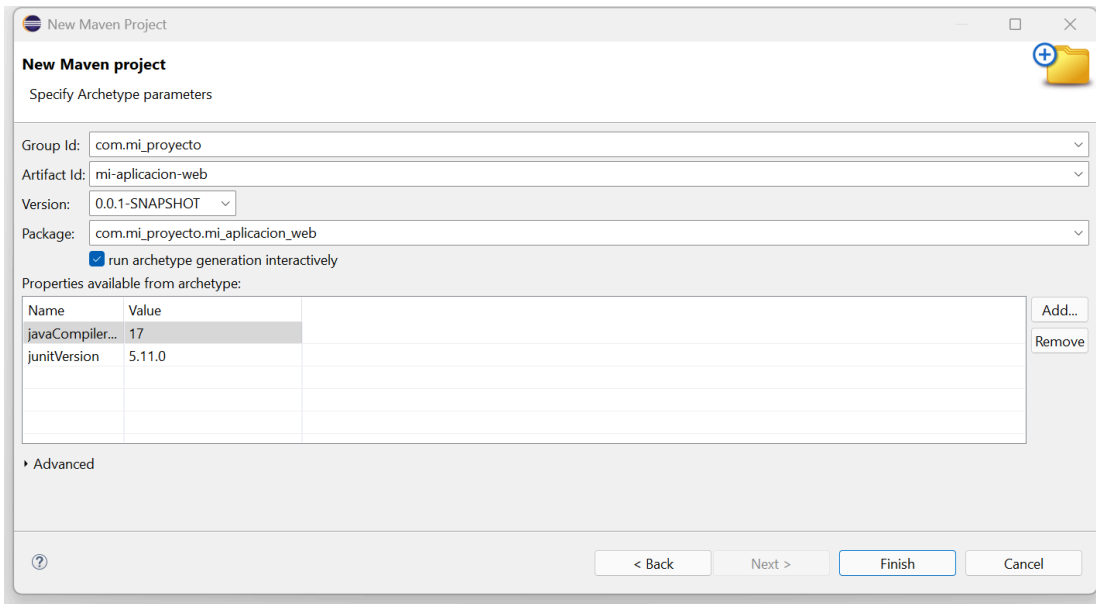 New Maven Project
New Maven project
Specify Archetype parameters
Group Id: com.mi_proyecto
Artifact Id: mi-aplicacion-web
Version: 0.0.1-SNAPSHOT
Package: com.mi_proyecto.mi_aplicacion_web
run archetype generation interactively
Properties available from archetype:
Name Value Add...
javaCompiler... 17 Remove
junitVersion 5.11.0
Advanced
? < Back Next > Finish Cancel